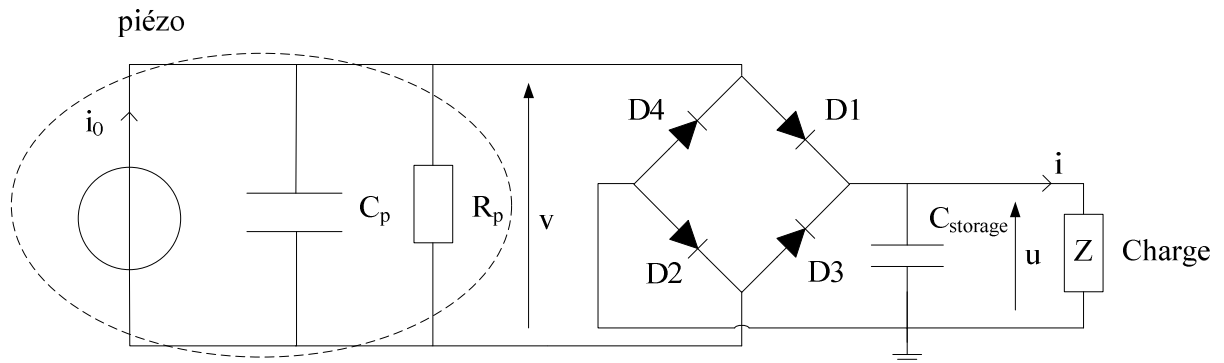 piézo
i0
Cp
Rp
v
D4
D1
D2
D3
Cstorage
i
u
Z
Charge